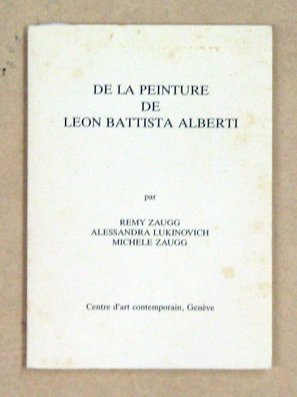 DE LA PEINTURE
DE
LEON BATTISTA ALBERTI
par
REMY ZAUGG
ALESSANDRA LUKINOVICH
MICHELE ZAUGG
Centre d'art contemporain, Genève